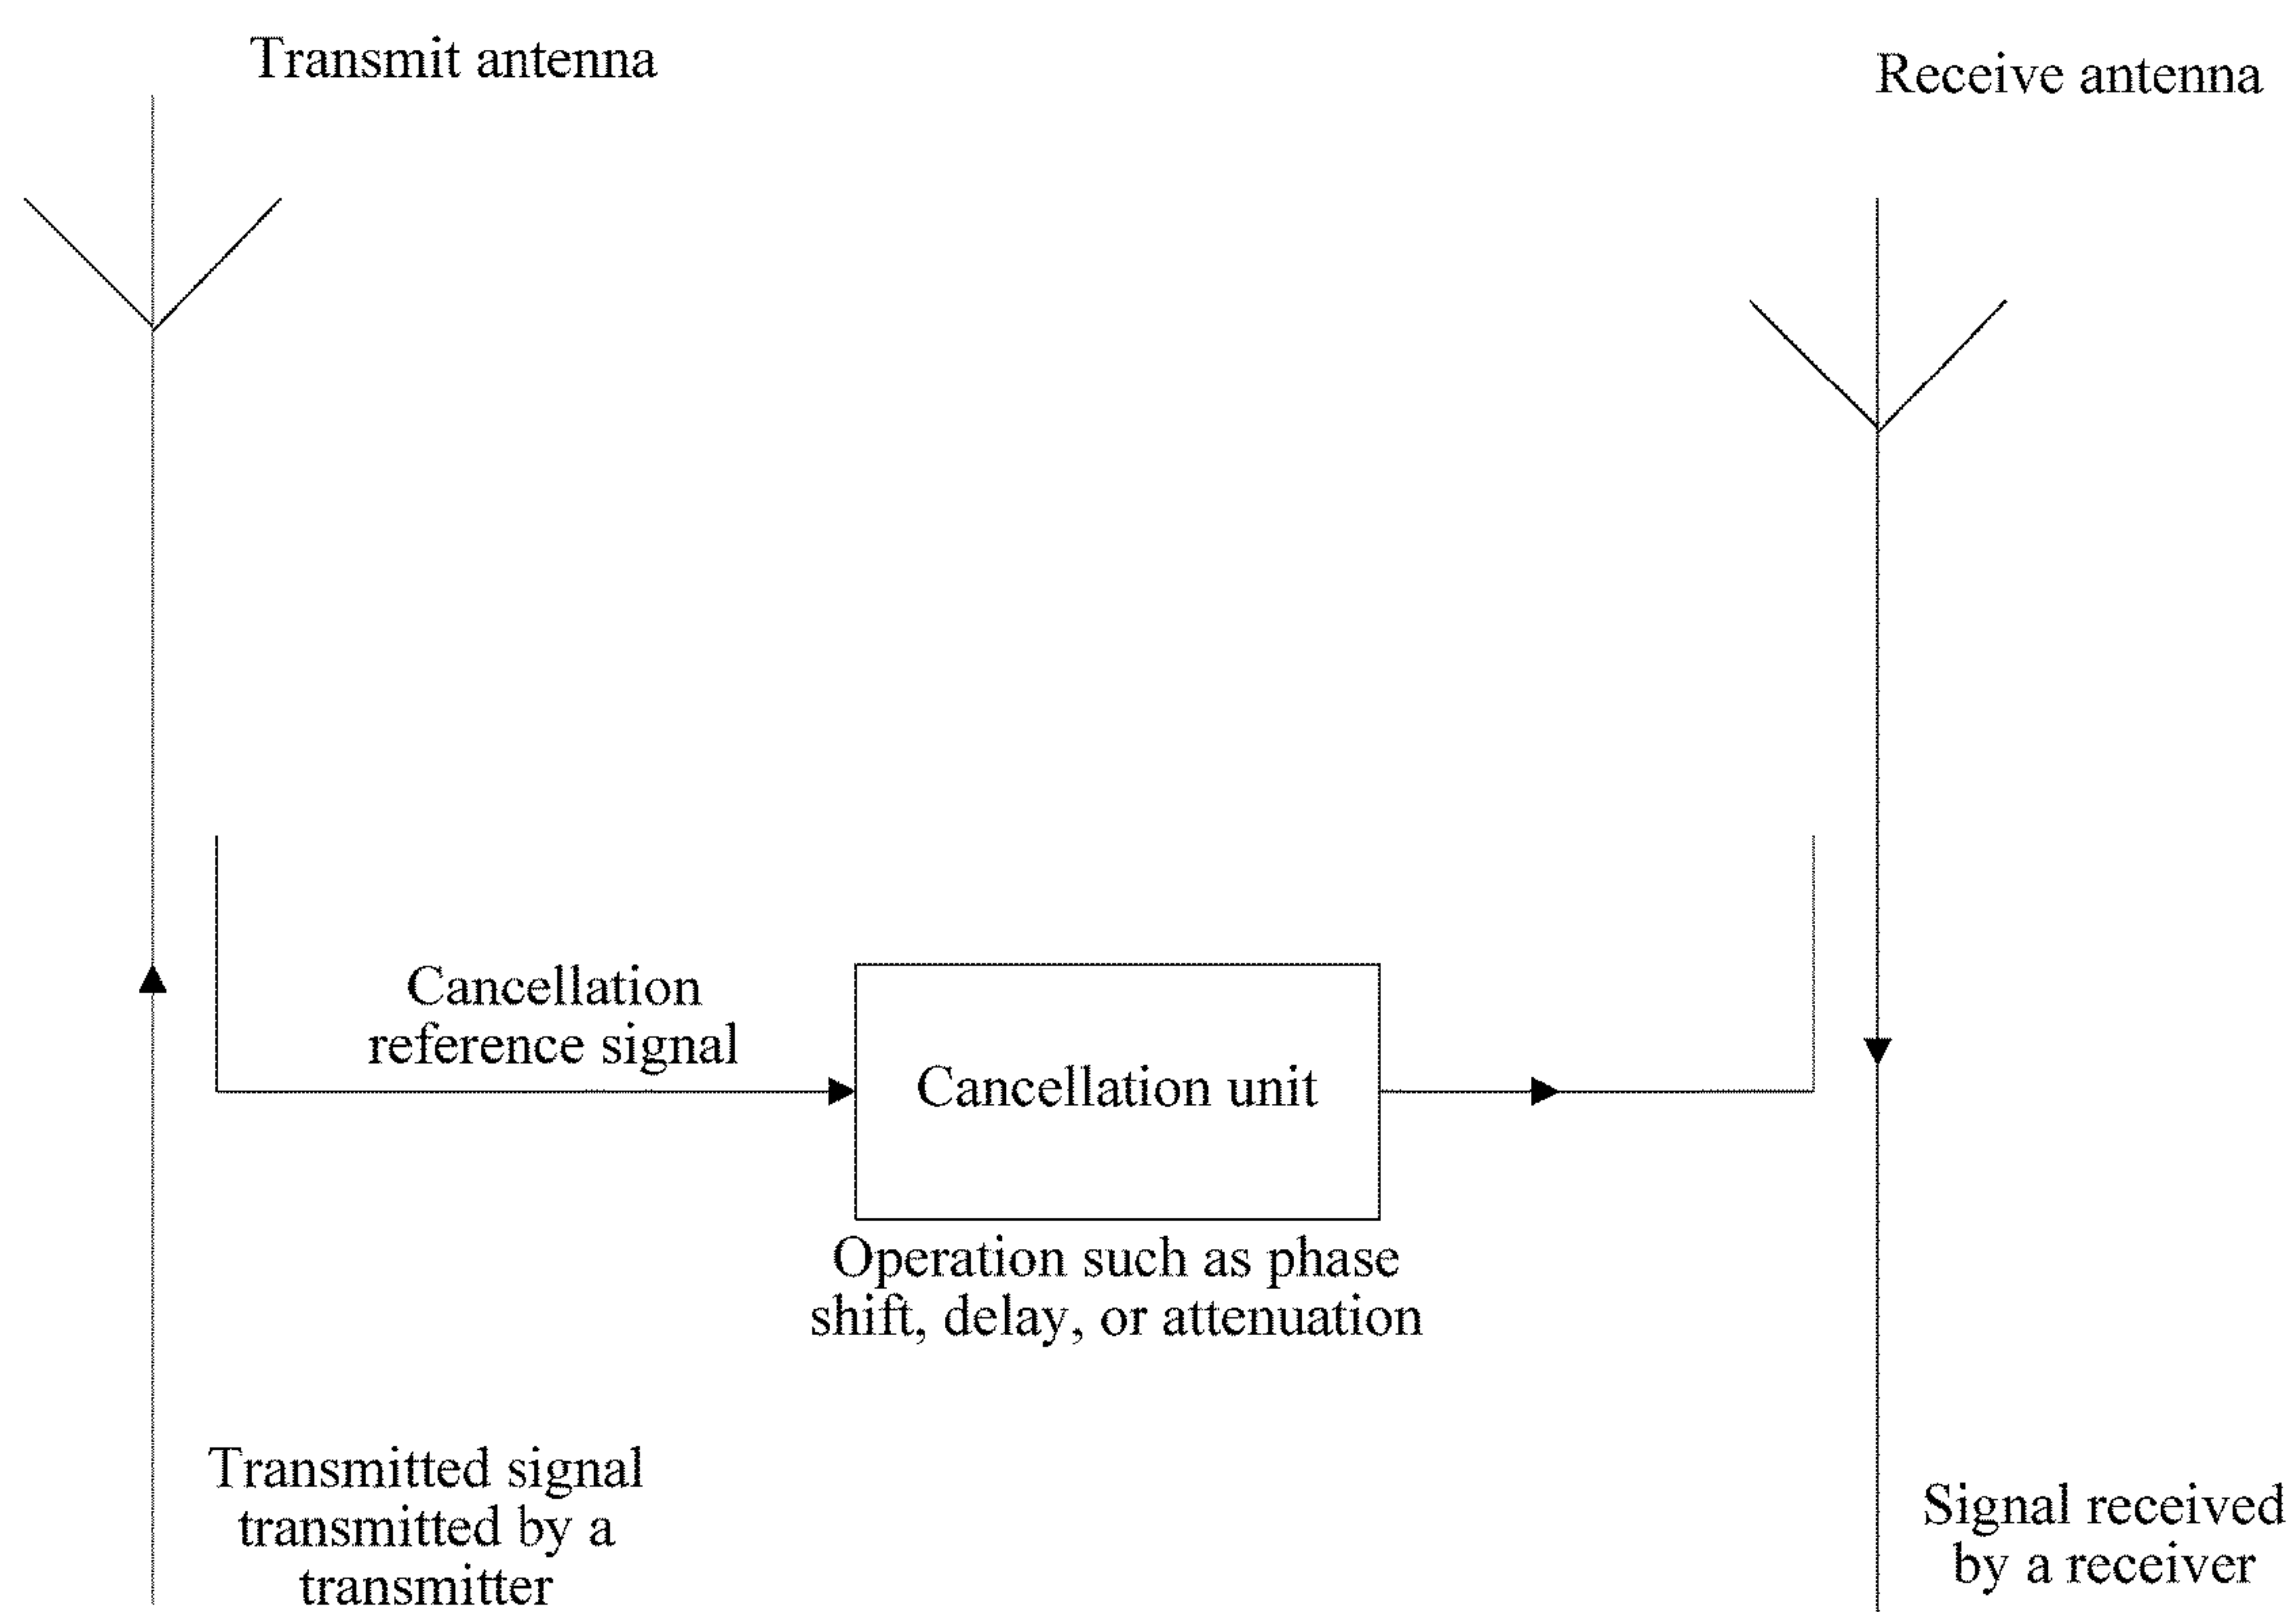 Transmit antenna
Receive antenna
Cancellation
reference signal
Cancellation unit
Operation such as phase
shift, delay, or attenuation
Transmitted signal
transmitted by a
transmitter
Signal received
by a receiver